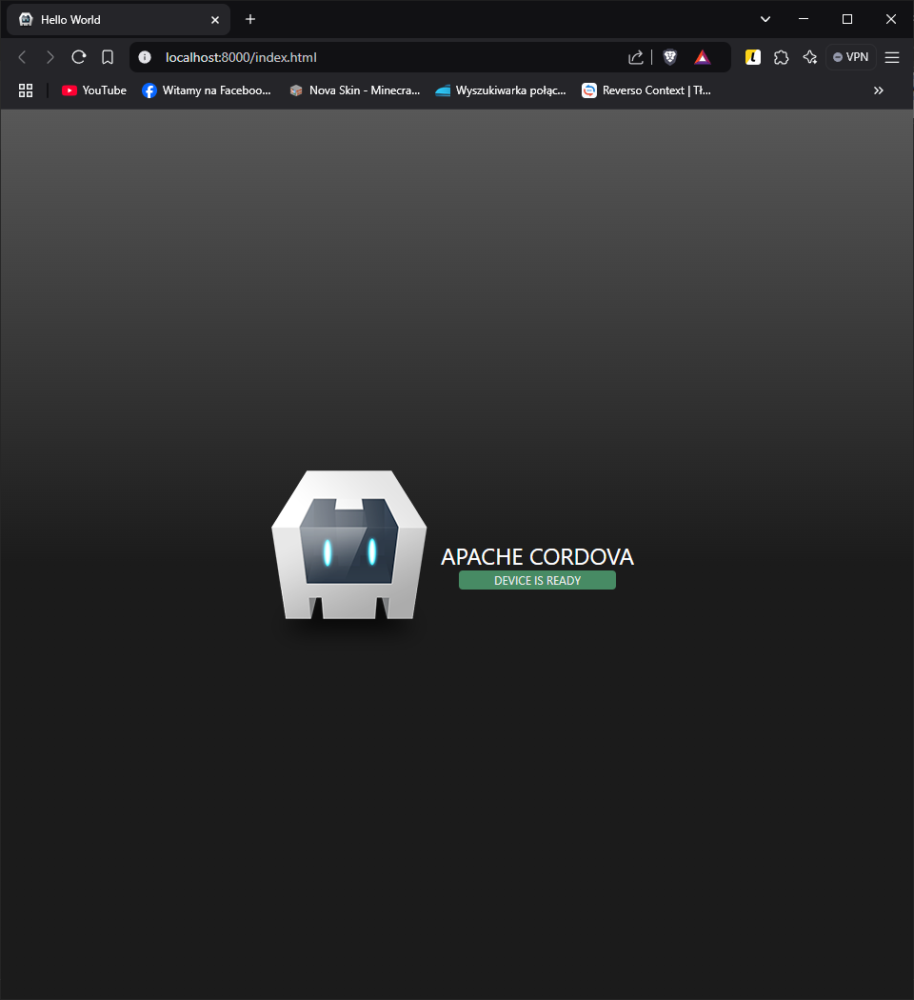 Hello World
localhost:8000/index.html
VPN
YouTube
Witamy na Faceboo...
Nova Skin - Minecra...
Wyszukiwarka połąc...
Reverso Context | Tł...
APACHE CORDOVA
DEVICE IS READY